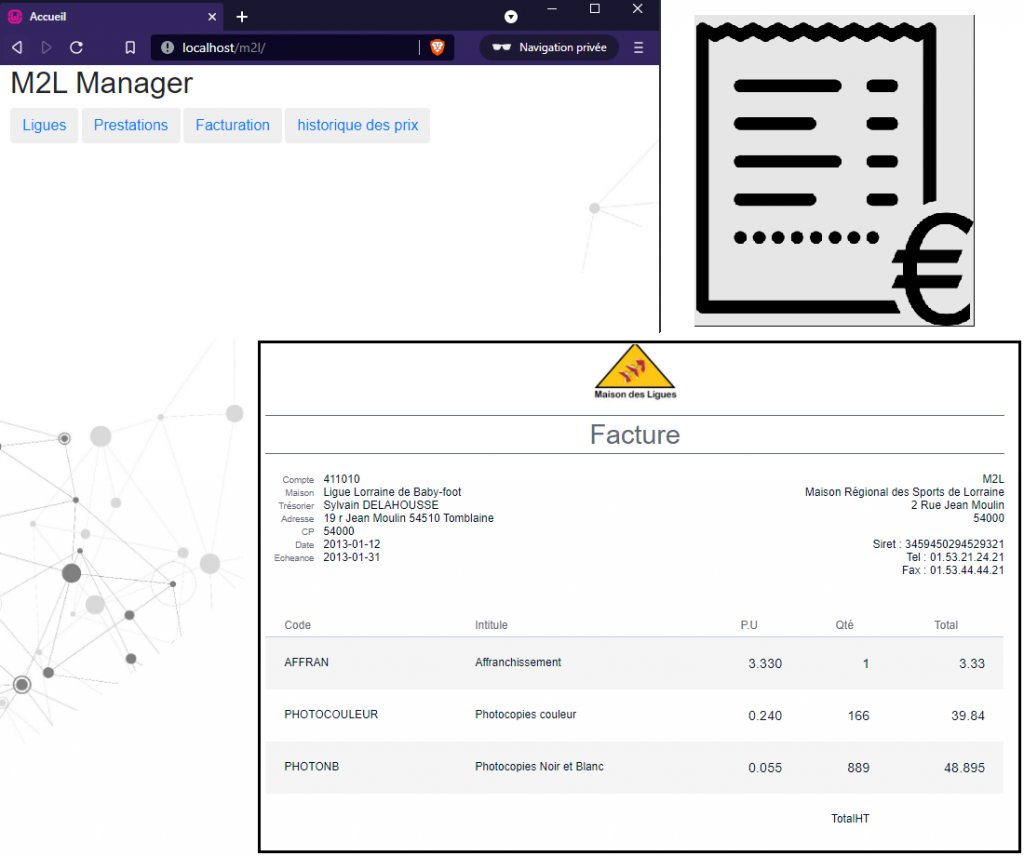 Accueil
localhost/m2l/
Navigation privée
M2L Manager
Ligues Prestations Facturation historique des prix
€
Maison des Ligues
Facture
Compte 411010
Maison Ligue Lorraine de Baby-foot
Trésorier Sylvain DELAHOUSSE
Adresse 19 r Jean Moulin 54510 Tomblaine
CP 54000
Date 2013-01-12
Echeance 2013-01-31
M2L
Maison Régional des Sports de Lorraine
2 Rue Jean Moulin
54000
Siret : 3459450294529321
Tel : 01.53.21.24.21
Fax : 01.53.44.44.21
Code Intitule P.U Qté Total
AFFRAN Affranchissement 3.330 1 3.33
PHOTOCOULEUR Photocopies couleur 0.240 166 39.84
PHOTONB Photocopies Noir et Blanc 0.055 889 48.895
TotalHT